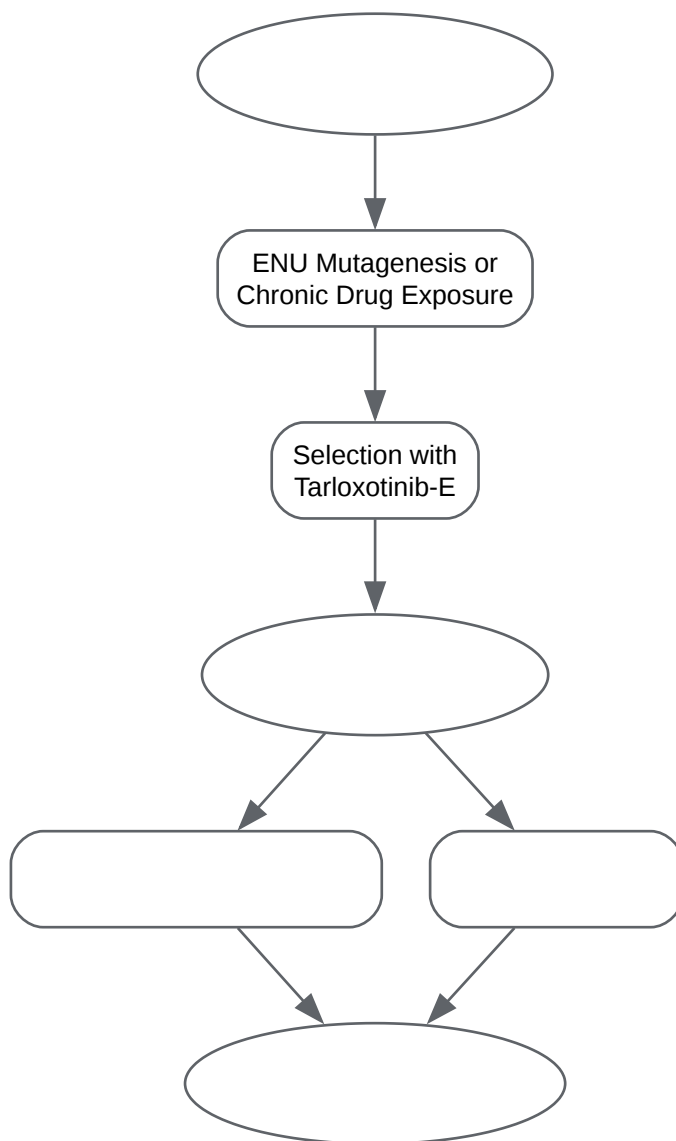 ENU Mutagenesis or
Chronic Drug Exposure
Selection with
Tarloxotinib-E